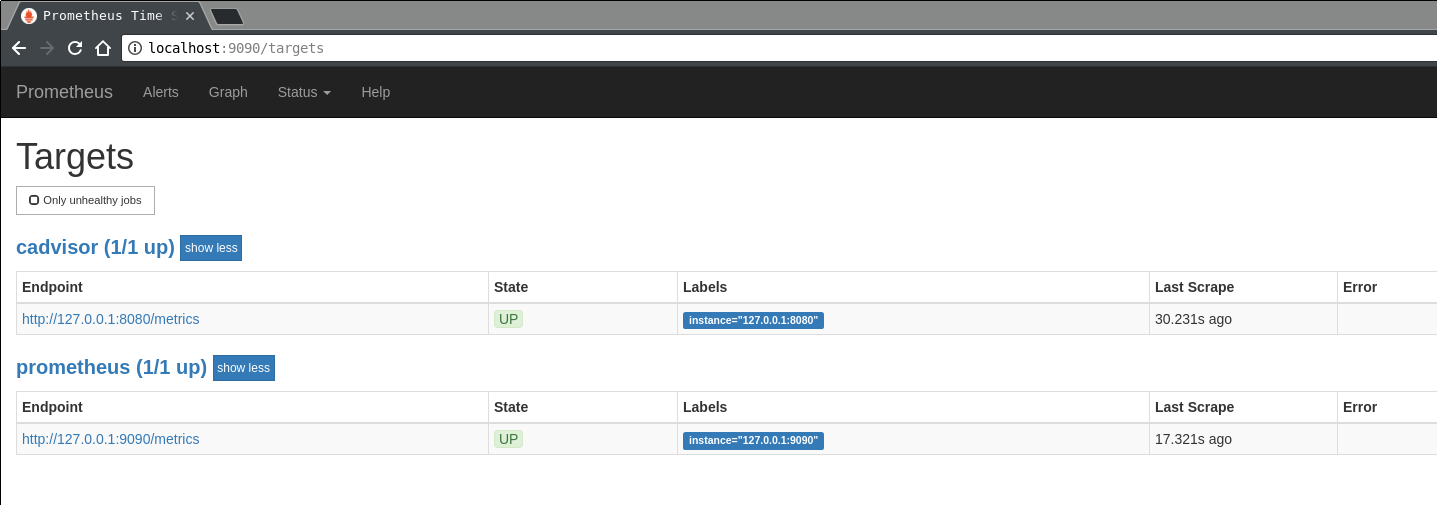 Prometheus Time S
localhost:9090/targets
Prometheus Alerts Graph Status Help
Targets
Only unhealthy jobs
cadvisor (1/1 up) show less
Endpoint State Labels Last Scrape Error
http://127.0.0.1:8080/metrics UP instance="127.0.0.1:8080" 30.231s ago
prometheus (1/1 up) show less
Endpoint State Labels Last Scrape Error
http://127.0.0.1:9090/metrics UP instance="127.0.0.1:9090" 17.321s ago